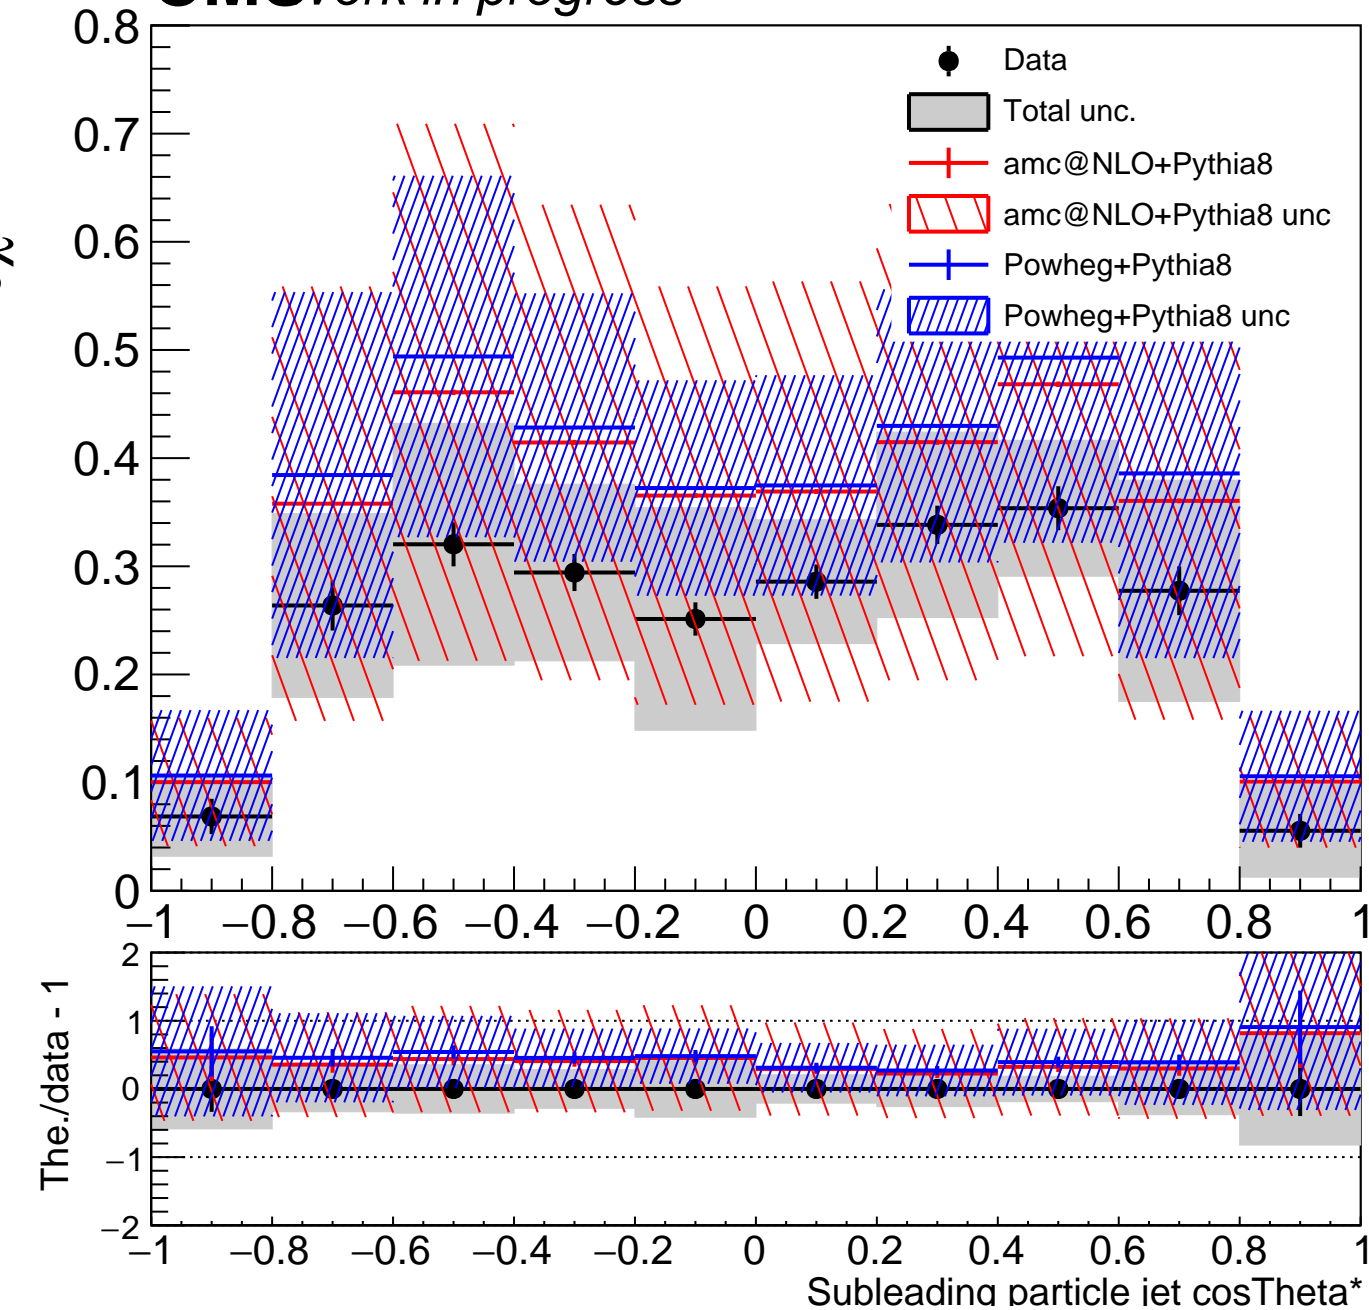 CMS Work in progress
0.8
0.7
0.6
0.5
0.4
0.3
0.2
0.1
0
Data
Total unc.
amc@NLO+Pythia8
amc@NLO+Pythia8 unc
Powheg+Pythia8
Powheg+Pythia8 unc
−1 −0.8 −0.6 −0.4 −0.2 0 0.2 0.4 0.6 0.8 1
The./data - 1
2
1
0
−1
−2
−1 −0.8 −0.6 −0.4 −0.2 0 0.2 0.4 0.6 0.8 1
Subleading particle jet cosTheta*